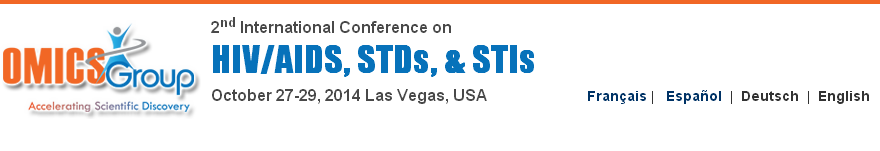 2nd International Conference on
OMICS Group
HIV/AIDS, STDs, & STIs
Accelerating Scientific Discovery
October 27-29, 2014 Las Vegas, USA
Français | Español | Deutsch | English